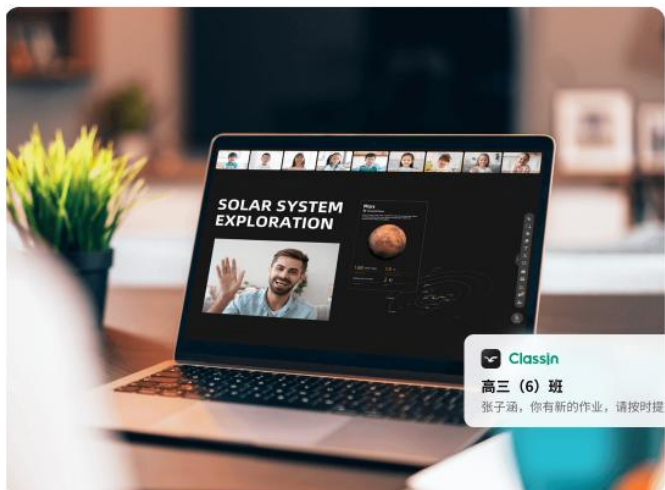 SOLAR SYSTEM
EXPLORATION
Mars
ClassIn
高三（6）班
张子涵，你有新的作业，请按时提